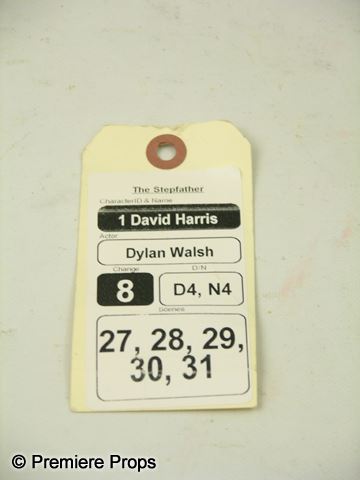 The Stepfather
CharacterID & Name
1 David Harris
Actor
Dylan Walsh
Change D/N
8 D4, N4
Scenes
27, 28, 29,
30, 31
© Premiere Props